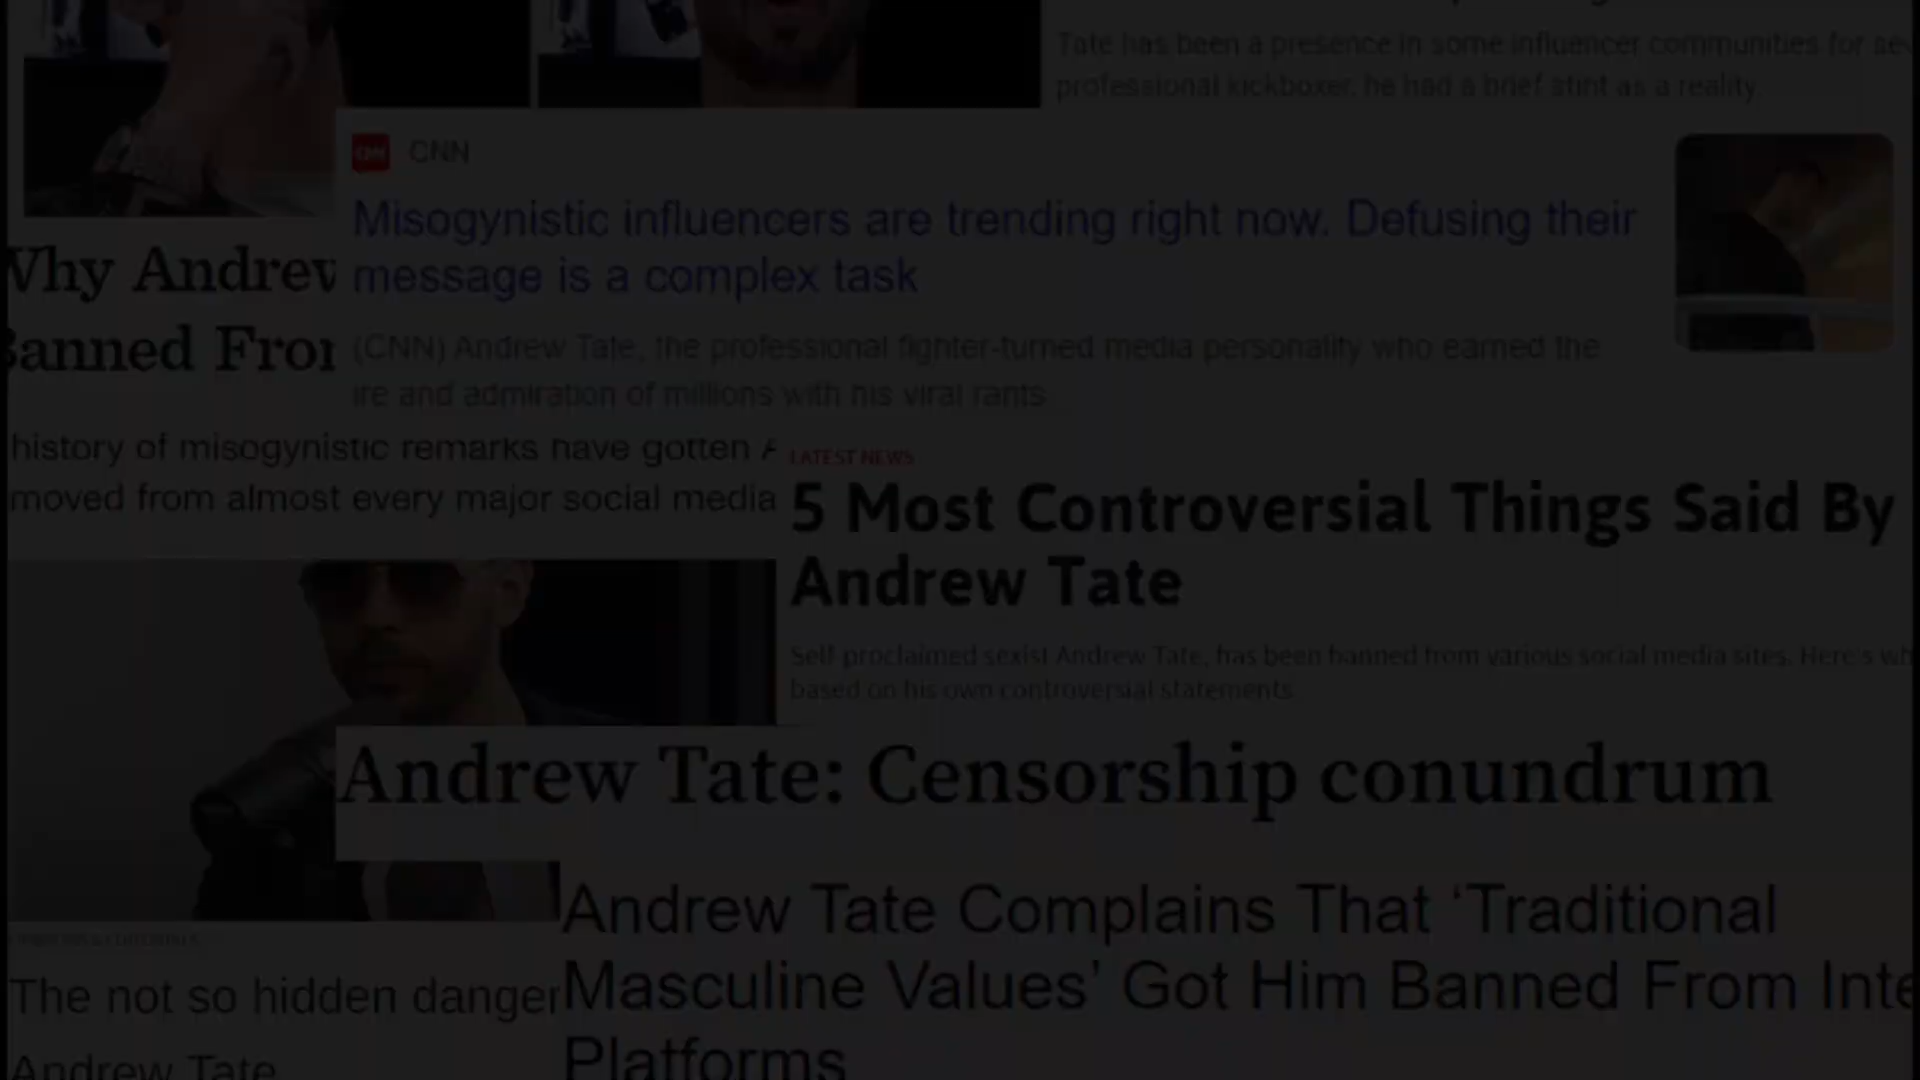 Tate has been a presence in some influencer communities for
professional kickboxer, he had a brief stint as a reality
CNN CNN
Misogynistic influencers are trending right now. Defusing their
message is a complex task
(CNN) Andrew Tate, the professional fighter-turned media personality who earned the
ire and admiration of millions with his viral rants
Why Andrew
Banned From
history of misogynistic remarks have gotten
moved from almost every major social media
LATEST NEWS
5 Most Controversial Things Said By
Andrew Tate
Self proclaimed sexist Andrew Tate, has been banned from various social media sites. Here's
based on his own controversial statements
Andrew Tate: Censorship conundrum
Andrew Tate Complains That ‘Traditional
Masculine Values’ Got Him Banned From Inte
Platforms
The not so hidden danger
Andrew Tate